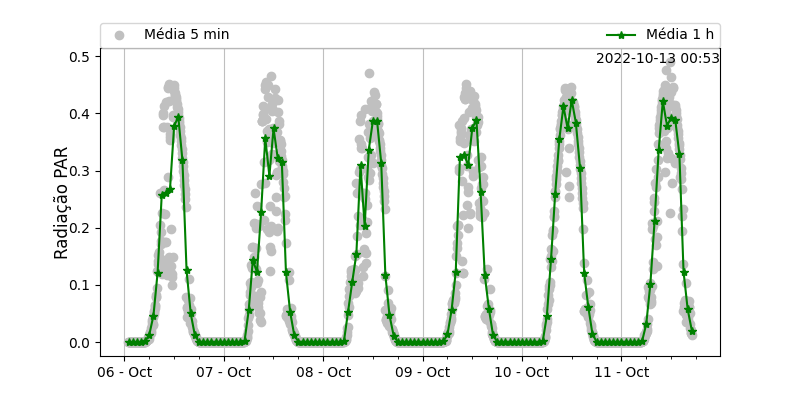 Média 5 min
Média 1 h
2022-10-13 00:53
0.5
0.4
0.3
0.2
0.1
0.0
Radiação PAR
06 - Oct
07 - Oct
08 - Oct
09 - Oct
10 - Oct
11 - Oct